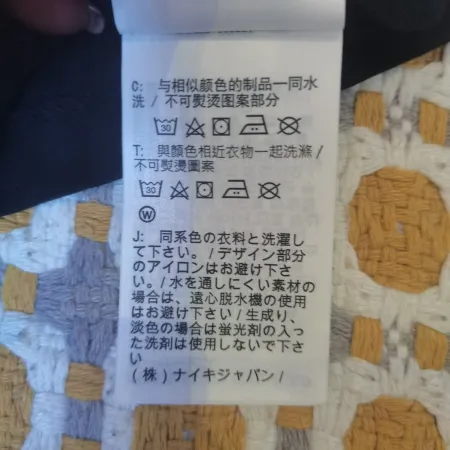 C: 与相似颜色的制品一同水
洗 / 不可熨烫图案部分
30
T: 與顏色相近衣物一起洗滌 /
不可熨燙圖案
30
W
J: 同系色の衣料と洗濯し
て下さい。/ デザイン部分
のアイロンはお避け下さ
い。/ 水を通しにくい素材の
場合は、遠心脱水機の使用
はお避け下さい / 生成り、
淡色の場合は蛍光剤の入っ
た洗剤は使用しないで下さ
い
(株) ナイキジャパン /